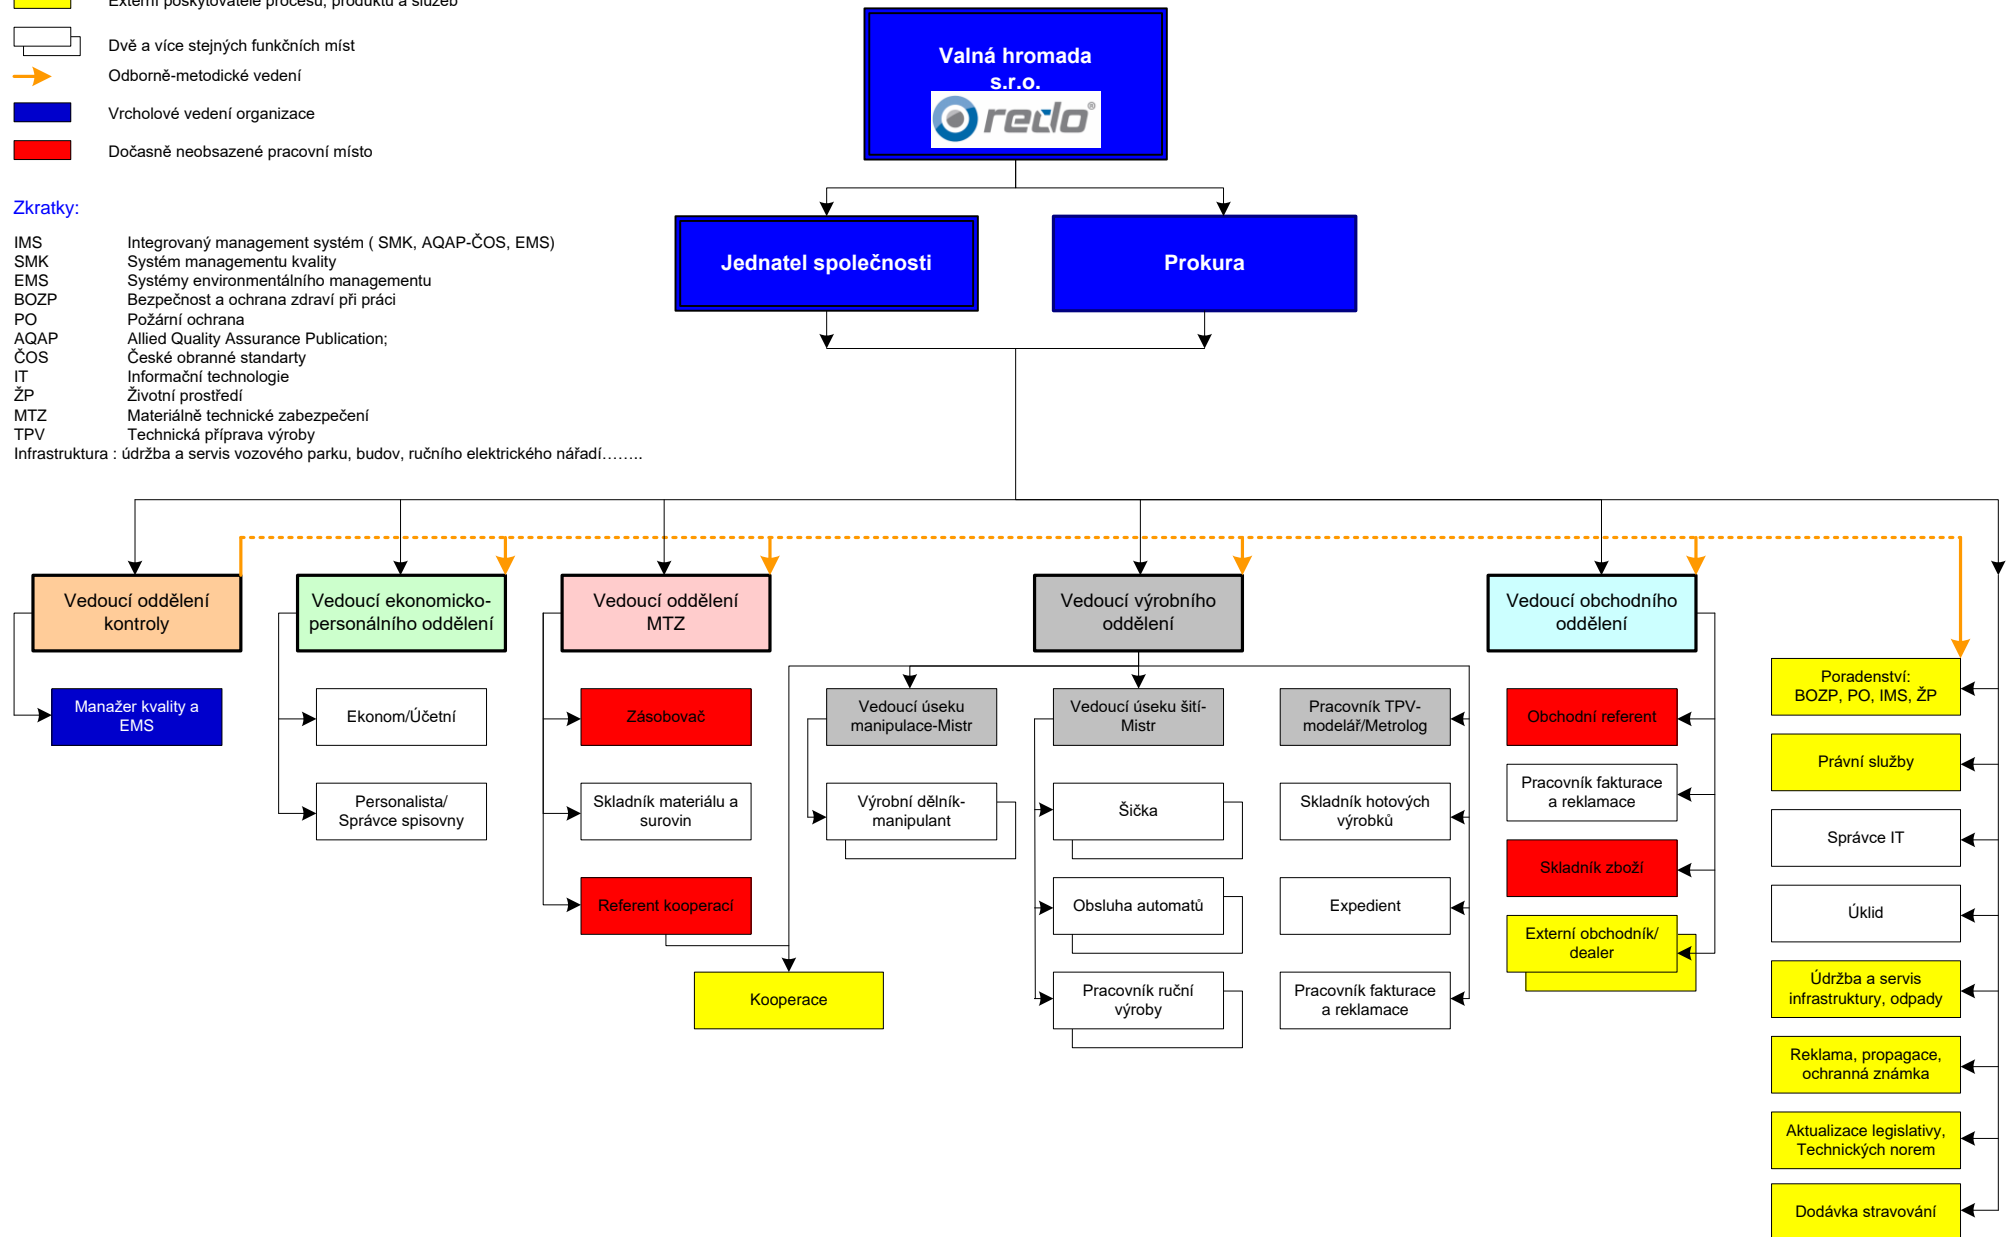 Externí poskytovatelé procesů, produktů a služeb
Dvě a více stejných funkčních míst
Odborně-metodické vedení
Vrcholové vedení organizace
Dočasně neobsazené pracovní místo
Zkratky:
IMS Integrovaný management systém ( SMK, AQAP-ČOS, EMS)
SMK Systém managementu kvality
EMS Systémy environmentálního managementu
BOZP Bezpečnost a ochrana zdraví při práci
PO Požární ochrana
AQAP Allied Quality Assurance Publication;
ČOS České obranné standarty
IT Informační technologie
ŽP Životní prostředí
MTZ Materiálně technické zabezpečení
TPV Technická příprava výroby
Infrastruktura : údržba a servis vozového parku, budov, ručního elektrického nářadí........
Valná hromada
s.r.o.
redo®
Jednatel společnosti
Prokura
Vedoucí oddělení
kontroly
Manažer kvality a
EMS
Vedoucí ekonomicko-
personálního oddělení
Ekonom/Účetní
Personalista/
Správce spisovny
Vedoucí oddělení
MTZ
Zásobovač
Skladník materiálu a
surovin
Referent kooperací
Kooperace
Vedoucí výrobního
oddělení
Vedoucí úseku
manipulace-Mistr
Výrobní dělník-
manipulant
Vedoucí úseku šití-
Mistr
Šička
Obsluha automatů
Pracovník ruční
výroby
Pracovník TPV-
modelář/Metrolog
Skladník hotových
výrobků
Expedient
Pracovník fakturace
a reklamace
Vedoucí obchodního
oddělení
Obchodní referent
Pracovník fakturace
a reklamace
Skladník zboží
Externí obchodník/
dealer
Poradenství:
BOZP, PO, IMS, ŽP
Právní služby
Správce IT
Úklid
Údržba a servis
infrastruktury, odpady
Reklama, propagace,
ochranná známka
Aktualizace legislativy,
Technických norem
Dodávka stravování